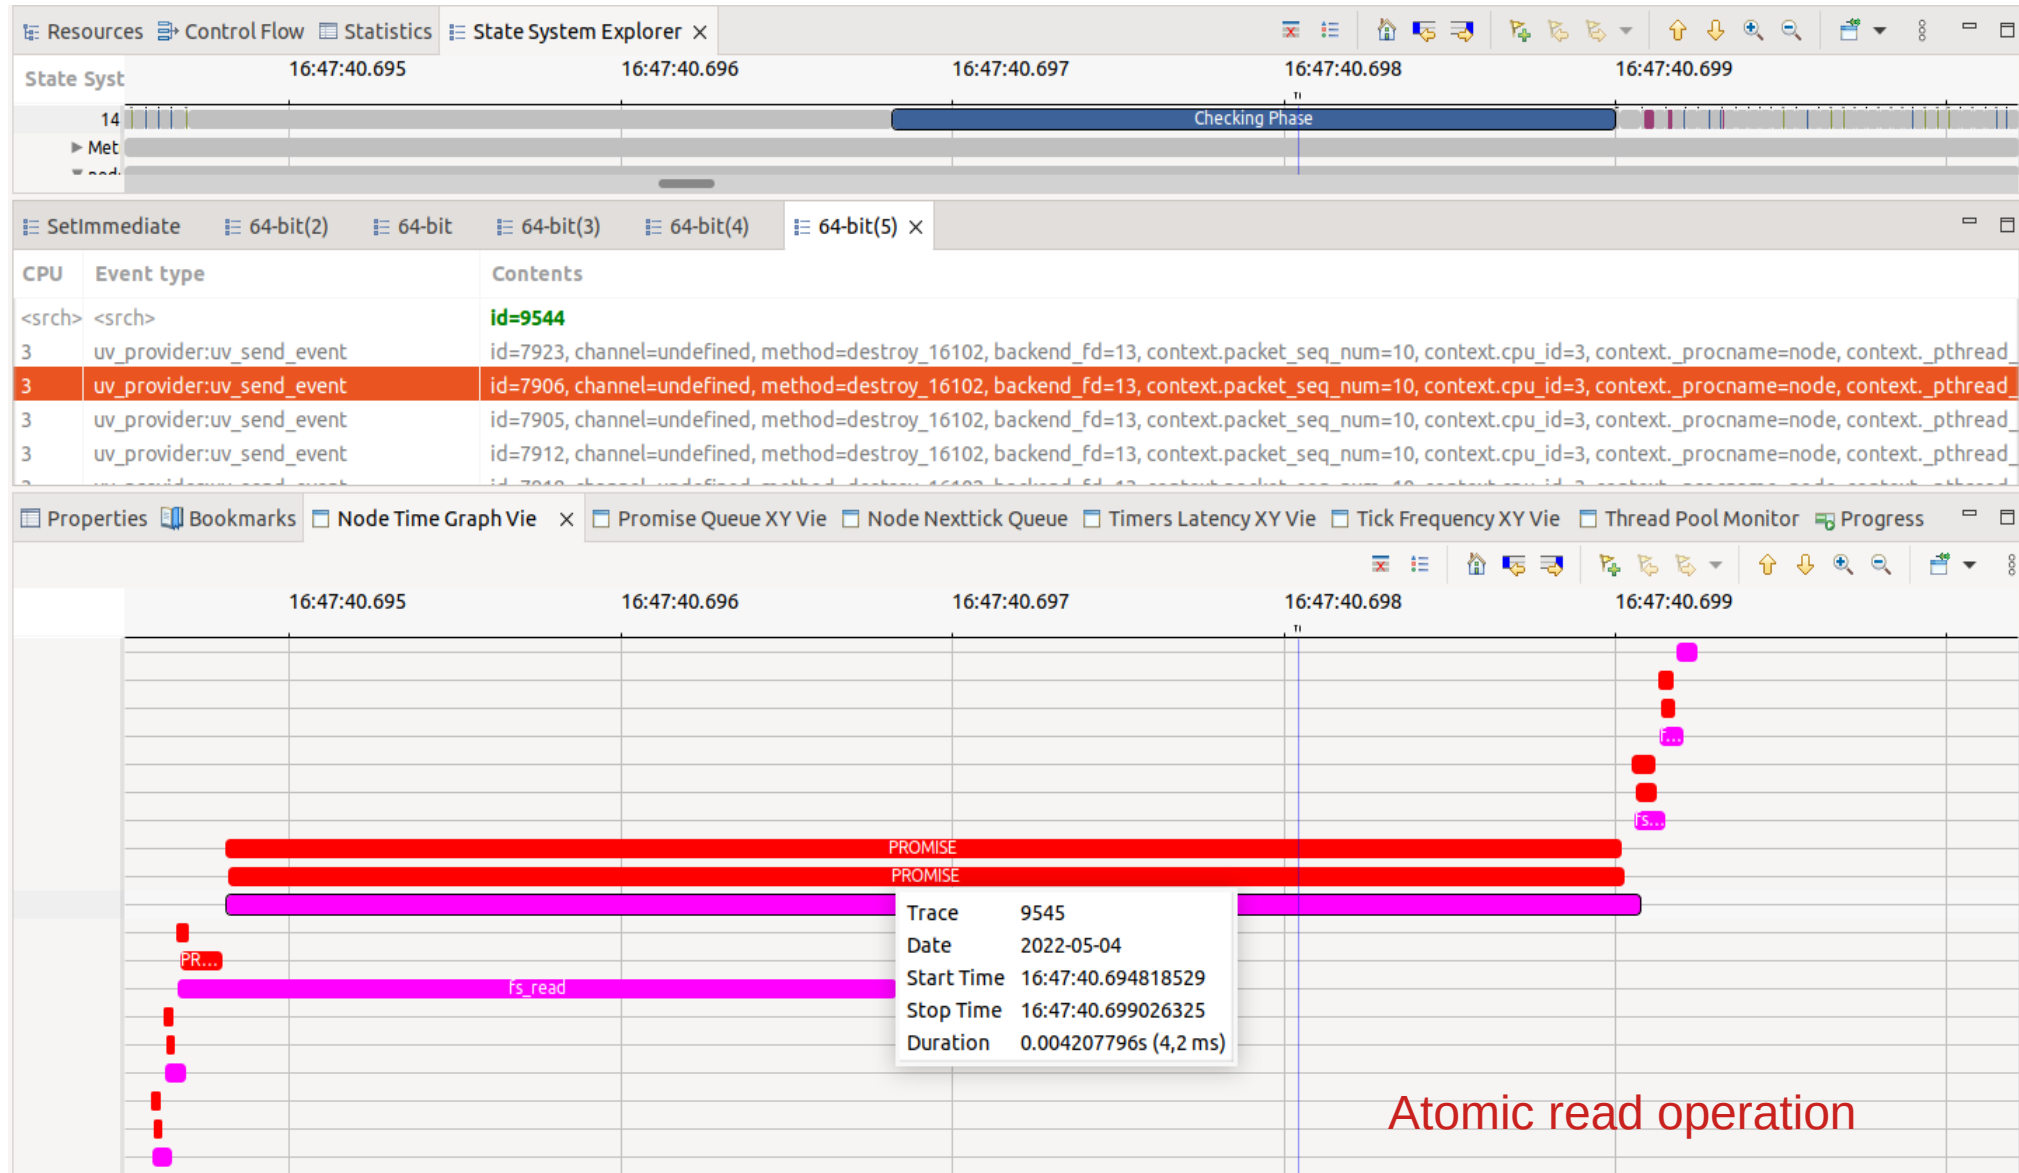 Resources Control Flow Statistics State System Explorer
State Syst 16:47:40.695 16:47:40.696 16:47:40.697 16:47:40.698 16:47:40.699
14 Checking Phase
Met
SetImmediate 64-bit(2) 64-bit 64-bit(3) 64-bit(4) 64-bit(5)
CPU Event type Contents
<srch> <srch> id=9544
3 uv_provider:uv_send_event id=7923, channel=undefined, method=destroy_16102, backend_fd=13, context.packet_seq_num=10, context.cpu_id=3, context._procname=node, context._pthread_
3 uv_provider:uv_send_event id=7906, channel=undefined, method=destroy_16102, backend_fd=13, context.packet_seq_num=10, context.cpu_id=3, context._procname=node, context._pthread_
3 uv_provider:uv_send_event id=7905, channel=undefined, method=destroy_16102, backend_fd=13, context.packet_seq_num=10, context.cpu_id=3, context._procname=node, context._pthread_
3 uv_provider:uv_send_event id=7912, channel=undefined, method=destroy_16102, backend_fd=13, context.packet_seq_num=10, context.cpu_id=3, context._procname=node, context._pthread_
Properties Bookmarks Node Time Graph Vie Promise Queue XY Vie Node Nexttick Queue Timers Latency XY Vie Tick Frequency XY Vie Thread Pool Monitor Progress
16:47:40.695 16:47:40.696 16:47:40.697 16:47:40.698 16:47:40.699
f...
fs...
PROMISE
PROMISE
Trace 9545
Date 2022-05-04
PR...
Start Time 16:47:40.694818529
fs_read
Stop Time 16:47:40.699026325
Duration 0.004207796s (4,2 ms)
Atomic read operation